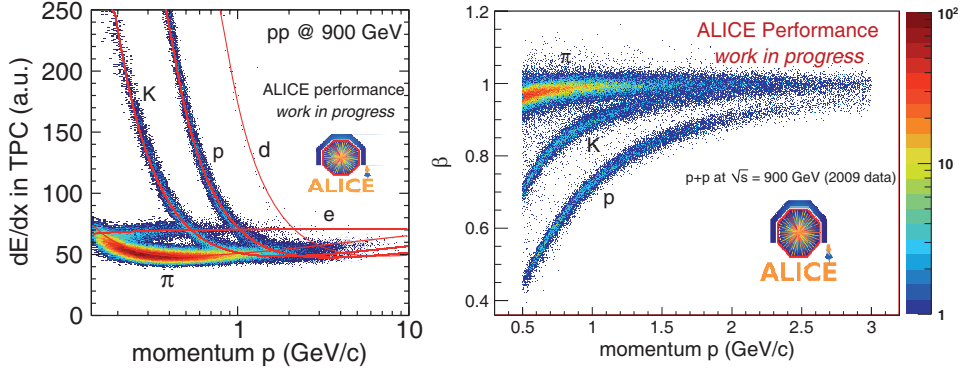 pp @ 900 GeV
ALICE performance
work in progress
K
p
d
e
π
ALICE
250
200
150
100
50
0
dE/dx in TPC (a.u.)
1
10
momentum p (GeV/c)
ALICE Performance
work in progress
π
K
p
p+p at √s = 900 GeV (2009 data)
ALICE
1.2
1
0.8
0.6
0.4
β
0.5
1
1.5
2
2.5
3
momentum p (GeV/c)
10²
10
1